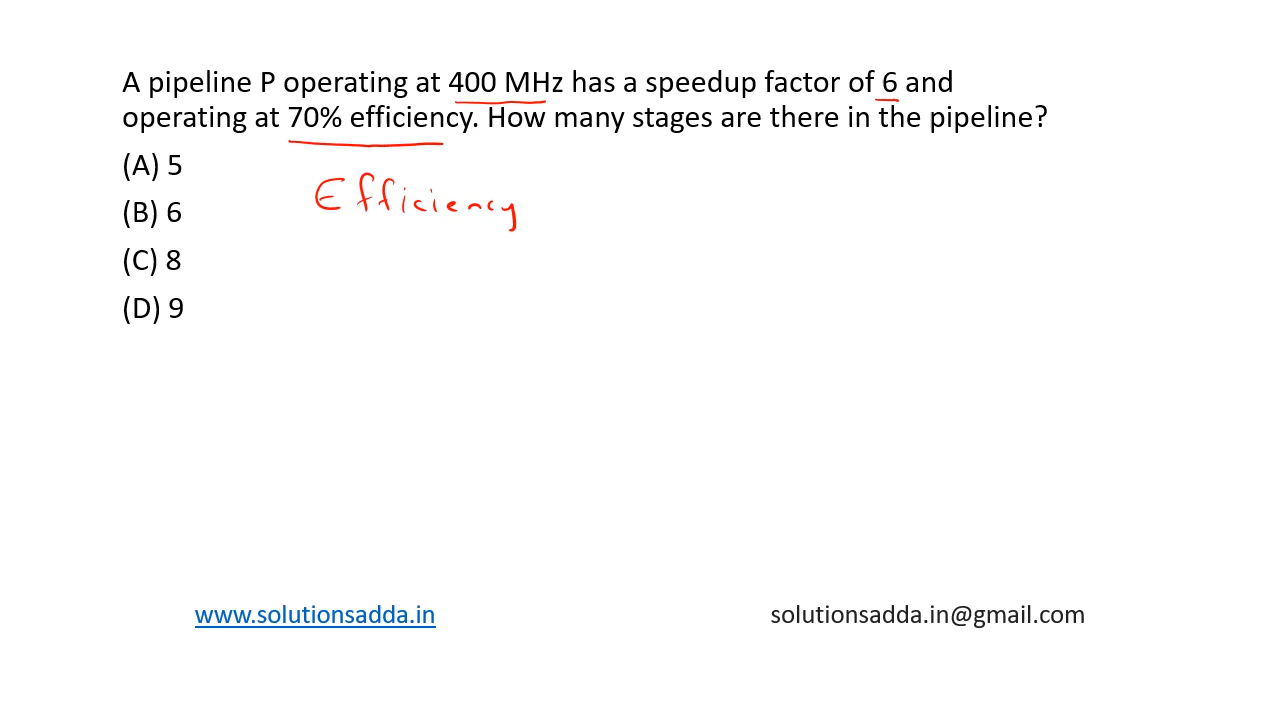 A pipeline P operating at 400 MHz has a speedup factor of 6 and
operating at 70% efficiency. How many stages are there in the pipeline?
(A) 5
Efficiency
(B) 6
(C) 8
(D) 9
www.solutionsadda.in
solutionsadda.in@gmail.com